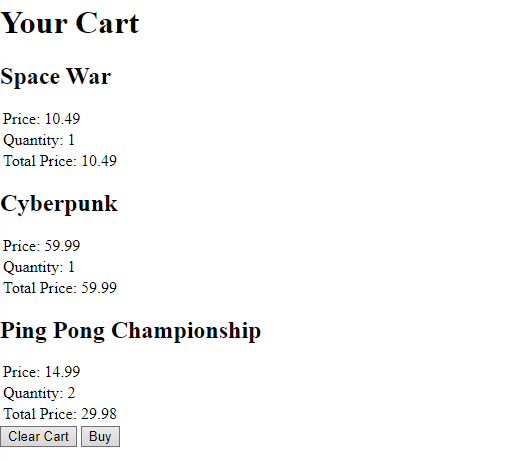 Your Cart
Space War
Price: 10.49
Quantity: 1
Total Price: 10.49
Cyberpunk
Price: 59.99
Quantity: 1
Total Price: 59.99
Ping Pong Championship
Price: 14.99
Quantity: 2
Total Price: 29.98
Clear Cart Buy